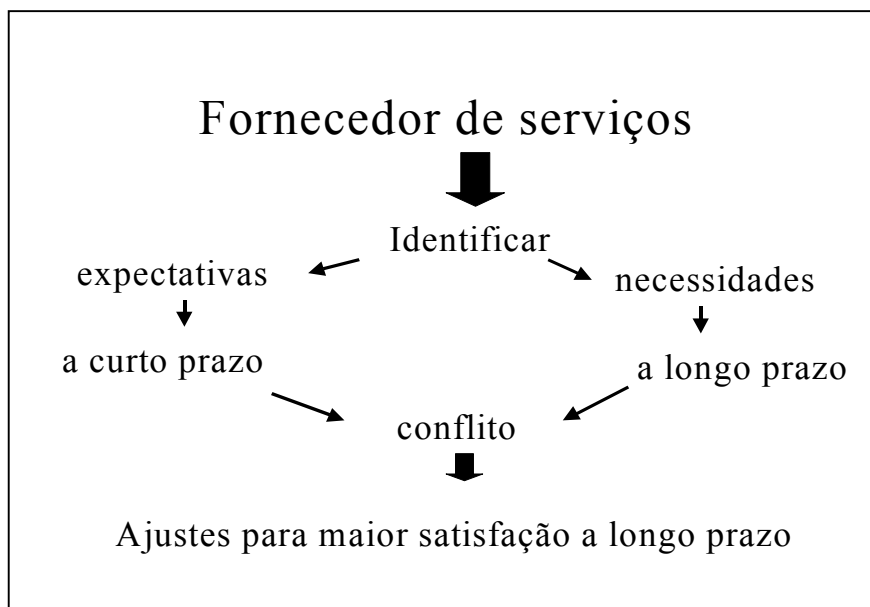 Fornecedor de serviços
Identificar
expectativas
necessidades
a curto prazo
a longo prazo
conflito
Ajustes para maior satisfação a longo prazo